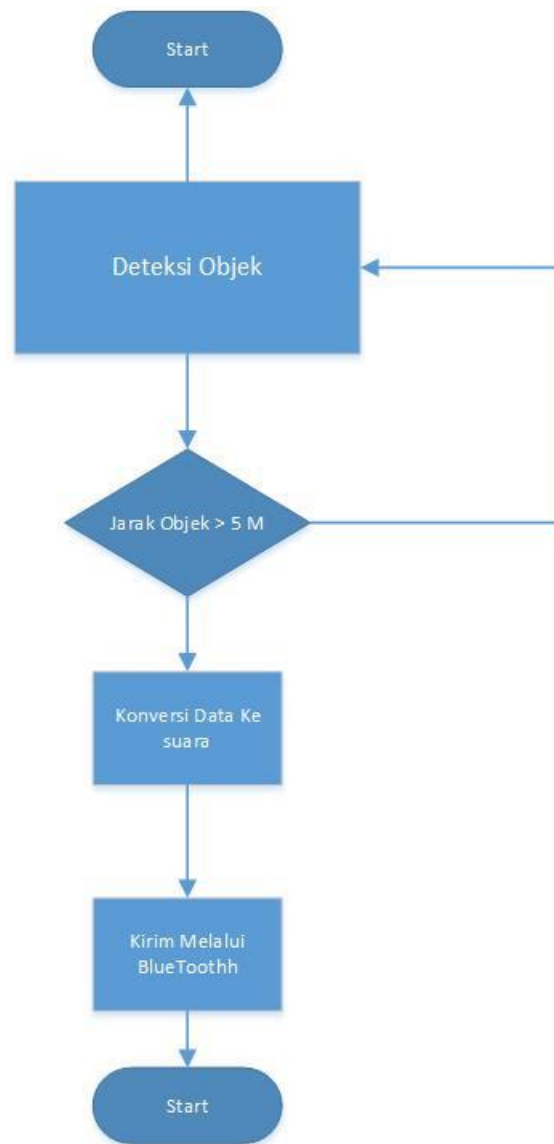 Start
Deteksi Objek
Jarak Objek > 5 M
Konversi Data Ke
suara
Kirim Melalui
BlueToothh
Start